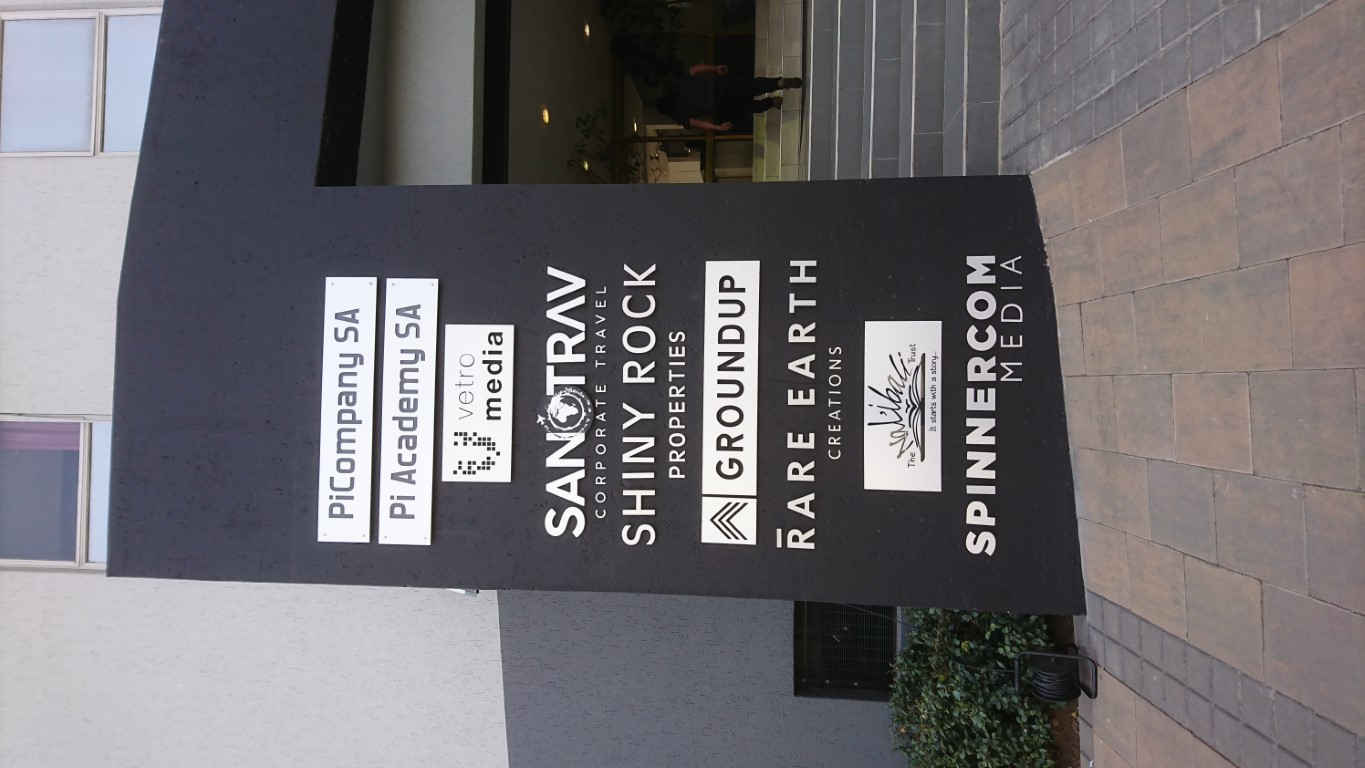 PiCompany SA
Pi Academy SA
vetro
media
SANTRAV
CORPORATE TRAVEL
SHINY ROCK
PROPERTIES
GROUNDUP
RARE EARTH
CREATIONS
The
Trust
It starts with a story...
SPINNERCOM
MEDIA